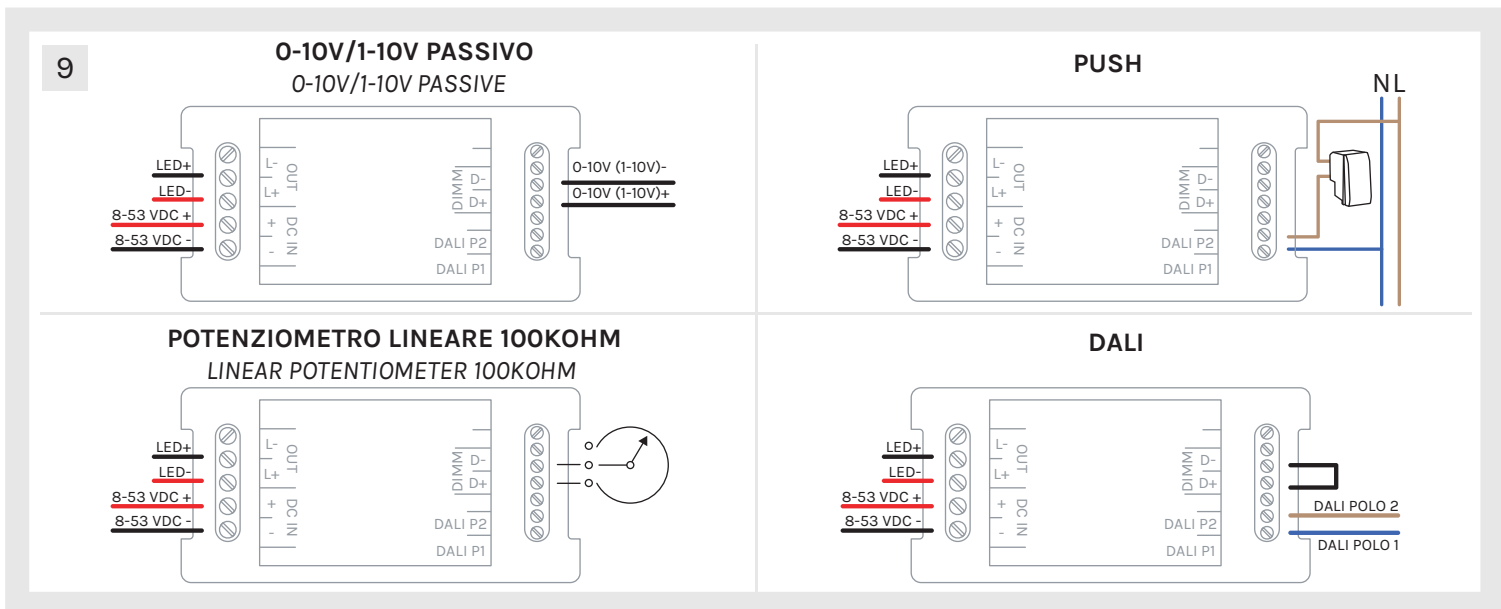 9
0-10V/1-10V PASSIVO
0-10V/1-10V PASSIVE
LED+
LED-
8-53 VDC +
8-53 VDC -
L-
L+
OUT
+
-
DC IN
DIMM
D-
D+
DALI P2
DALI P1
0-10V (1-10V)-
0-10V (1-10V)+
PUSH
N L
LED+
LED-
8-53 VDC +
8-53 VDC -
L-
L+
OUT
+
-
DC IN
DIMM
D-
D+
DALI P2
DALI P1
POTENZIOMETRO LINEARE 100KOHM
LINEAR POTENTIOMETER 100KOHM
LED+
LED-
8-53 VDC +
8-53 VDC -
L-
L+
OUT
+
-
DC IN
DIMM
D-
D+
DALI P2
DALI P1
DALI
LED+
LED-
8-53 VDC +
8-53 VDC -
L-
L+
OUT
+
-
DC IN
DIMM
D-
D+
DALI P2
DALI P1
DALI POLO 2
DALI POLO 1